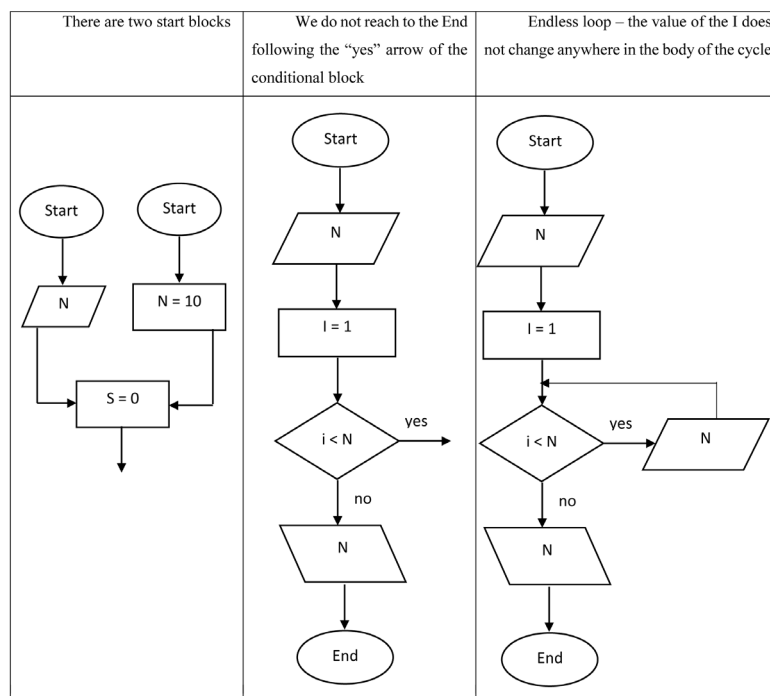 There are two start blocks
We do not reach to the End
following the “yes” arrow of the
conditional block
Endless loop – the value of the I does
not change anywhere in the body of the cycle
Start
Start
N
N = 10
S = 0
Start
N
I = 1
i < N
yes
no
N
End
Start
N
I = 1
i < N
yes
N
no
N
End